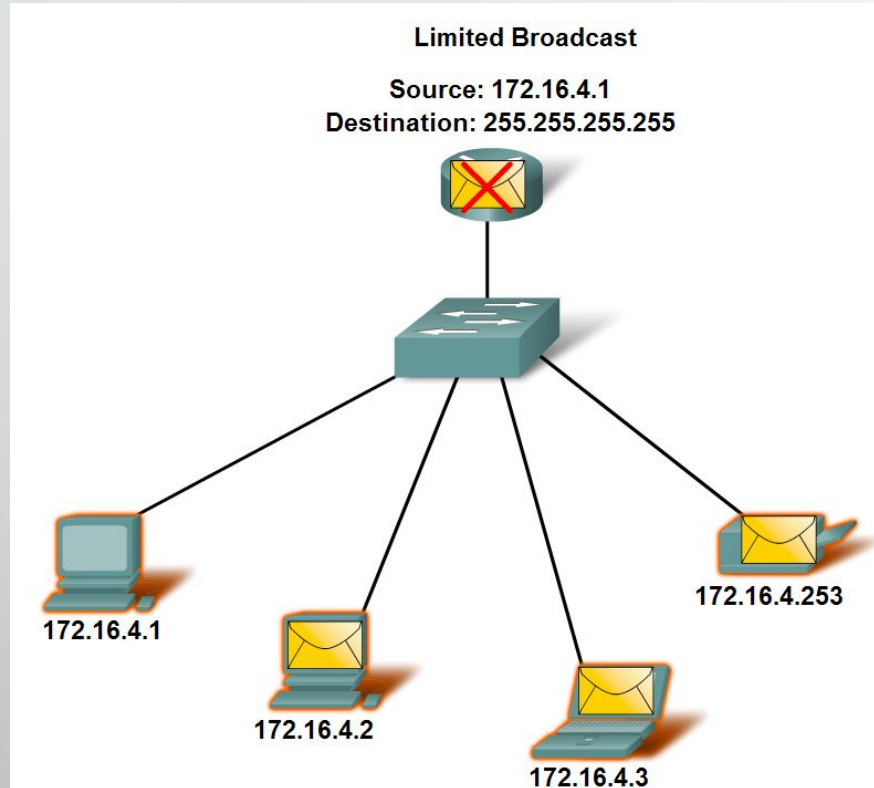 Limited Broadcast
Source: 172.16.4.1
Destination: 255.255.255.255
172.16.4.1
172.16.4.2
172.16.4.3
172.16.4.253